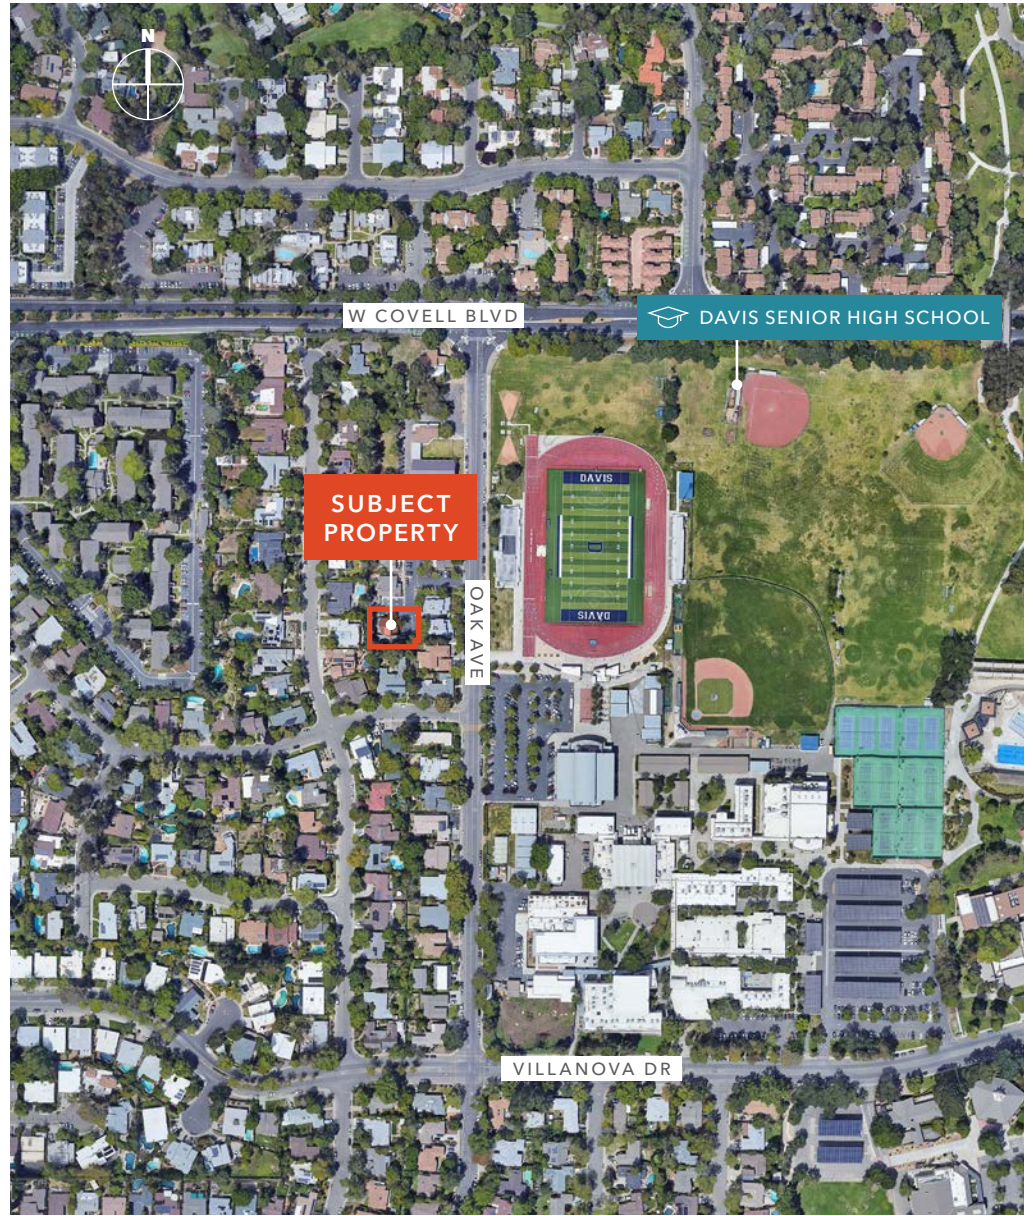 N
W COVELL BLVD
DAVIS SENIOR HIGH SCHOOL
DAVIS
SUBJECT
PROPERTY
OAK AVE
DAVIS
VILLANOVA DR